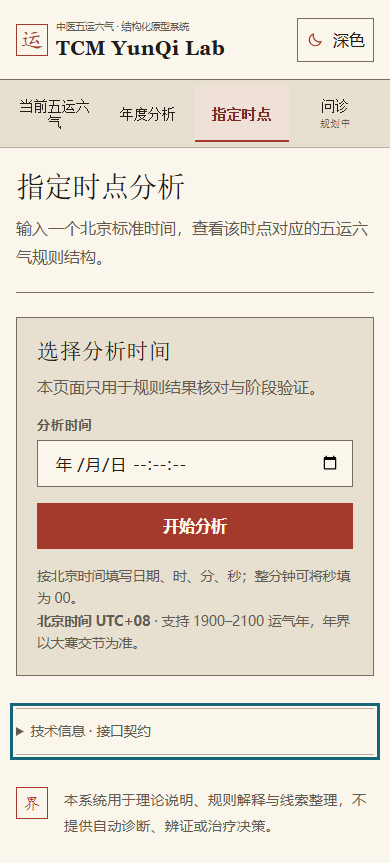 运
中医五运六气 · 结构化原型系统
TCM YunQi Lab
深色
当前五运六
气
年度分析
指定时点
问诊
规划中
指定时点分析
输入一个北京标准时间，查看该时点对应的五运六
气规则结构。
选择分析时间
本页面只用于规则结果核对与阶段验证。
分析时间
年 /月/日 --:--:--
开始分析
按北京时间填写日期、时、分、秒；整分钟可将秒填
为 00。
北京时间 UTC+08 · 支持 1900–2100 运气年，年界
以大寒交节为准。
技术信息 · 接口契约
界
本系统用于理论说明、规则解释与线索整理，不
提供自动诊断、辨证或治疗决策。